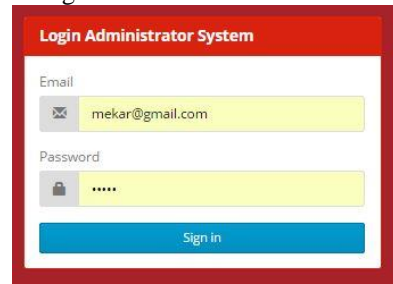 Login Administrator System
Email
mekar@gmail.com
Password
•••••
Sign in